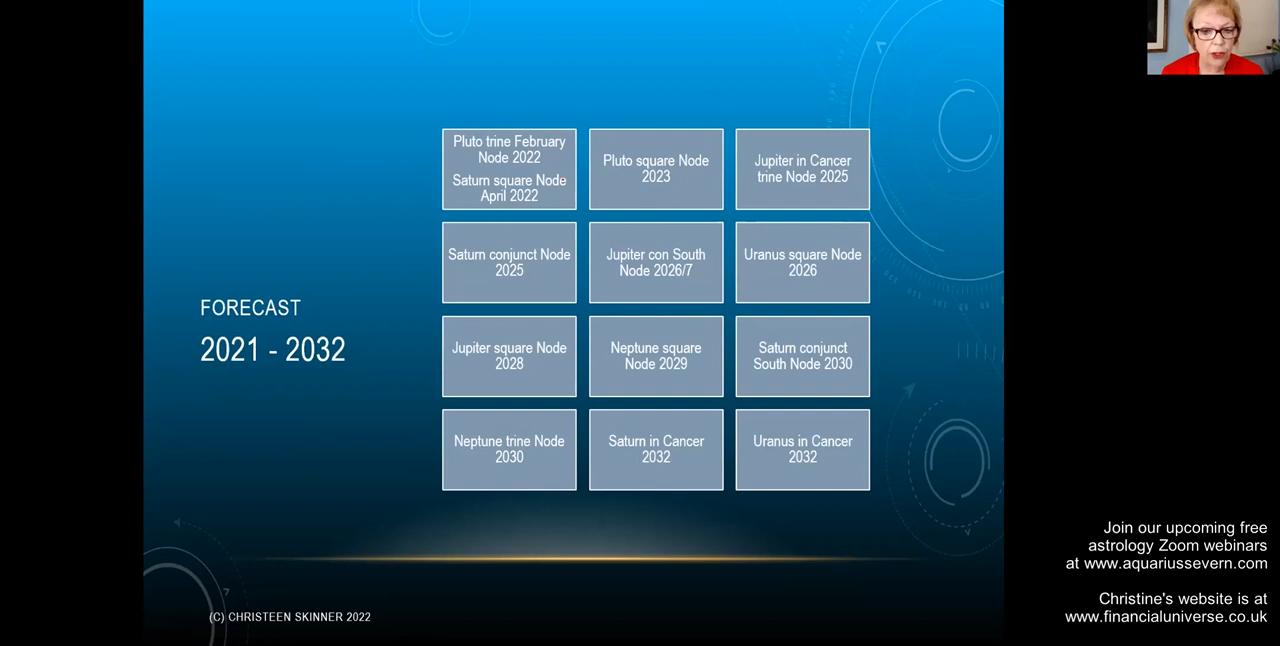 FORECAST
2021 - 2032
Pluto trine February
Node 2022
Saturn square Node
April 2022
Pluto square Node
2023
Jupiter in Cancer
trine Node 2025
Saturn conjunct Node
2025
Jupiter con South
Node 2026/7
Uranus square Node
2026
Jupiter square Node
2028
Neptune square
Node 2029
Saturn conjunct
South Node 2030
Neptune trine Node
2030
Saturn in Cancer
2032
Uranus in Cancer
2032
(C) CHRISTEEN SKINNER 2022
Join our upcoming free
astrology Zoom webinars
at www.aquariussevern.com
Christine's website is at
www.financialuniverse.co.uk